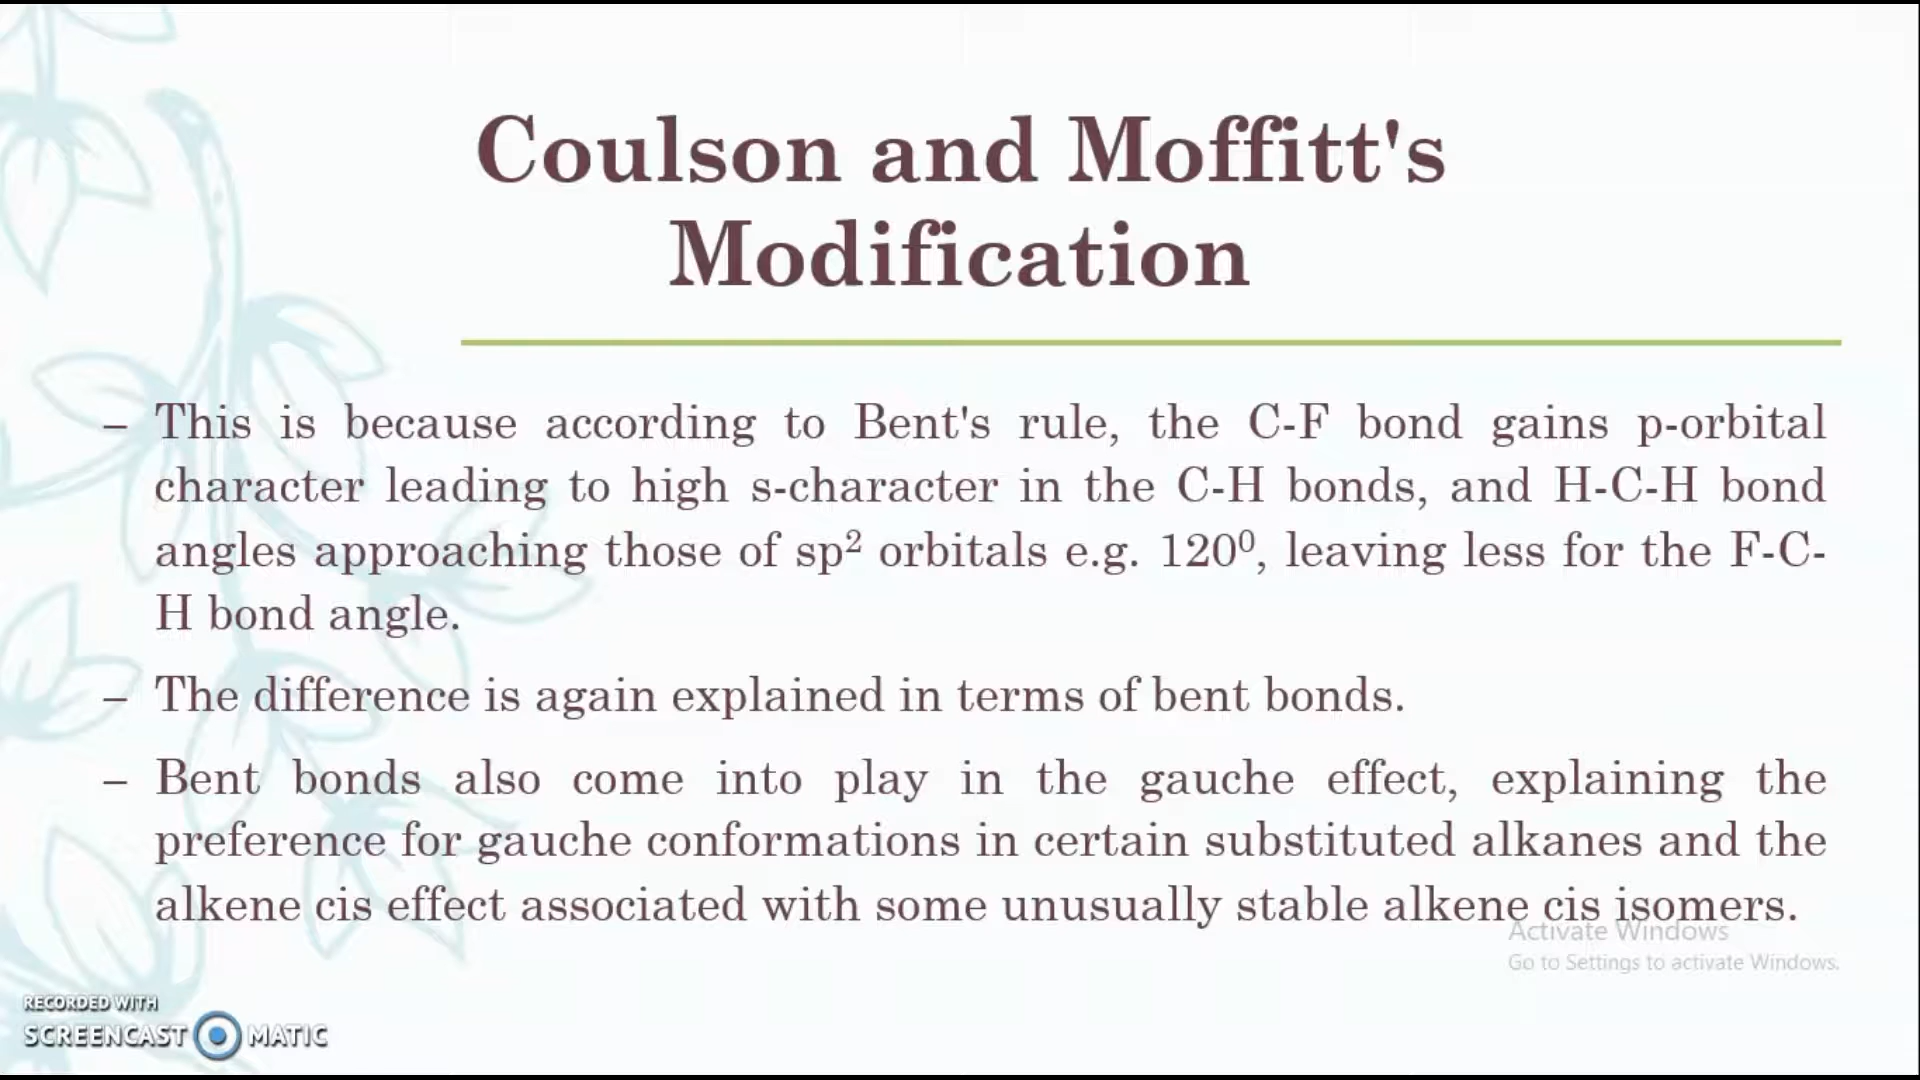 Coulson and Moffitt's
Modification
– This is because according to Bent's rule, the C-F bond gains p-orbital
character leading to high s-character in the C-H bonds, and H-C-H bond
angles approaching those of sp² orbitals e.g. 120⁰, leaving less for the F-C-
H bond angle.
– The difference is again explained in terms of bent bonds.
– Bent bonds also come into play in the gauche effect, explaining the
preference for gauche conformations in certain substituted alkanes and the
alkene cis effect associated with some unusually stable alkene cis isomers.
Activate Windows
Go to Settings to activate Windows.
RECORDED WITH
SCREENCAST MATIC